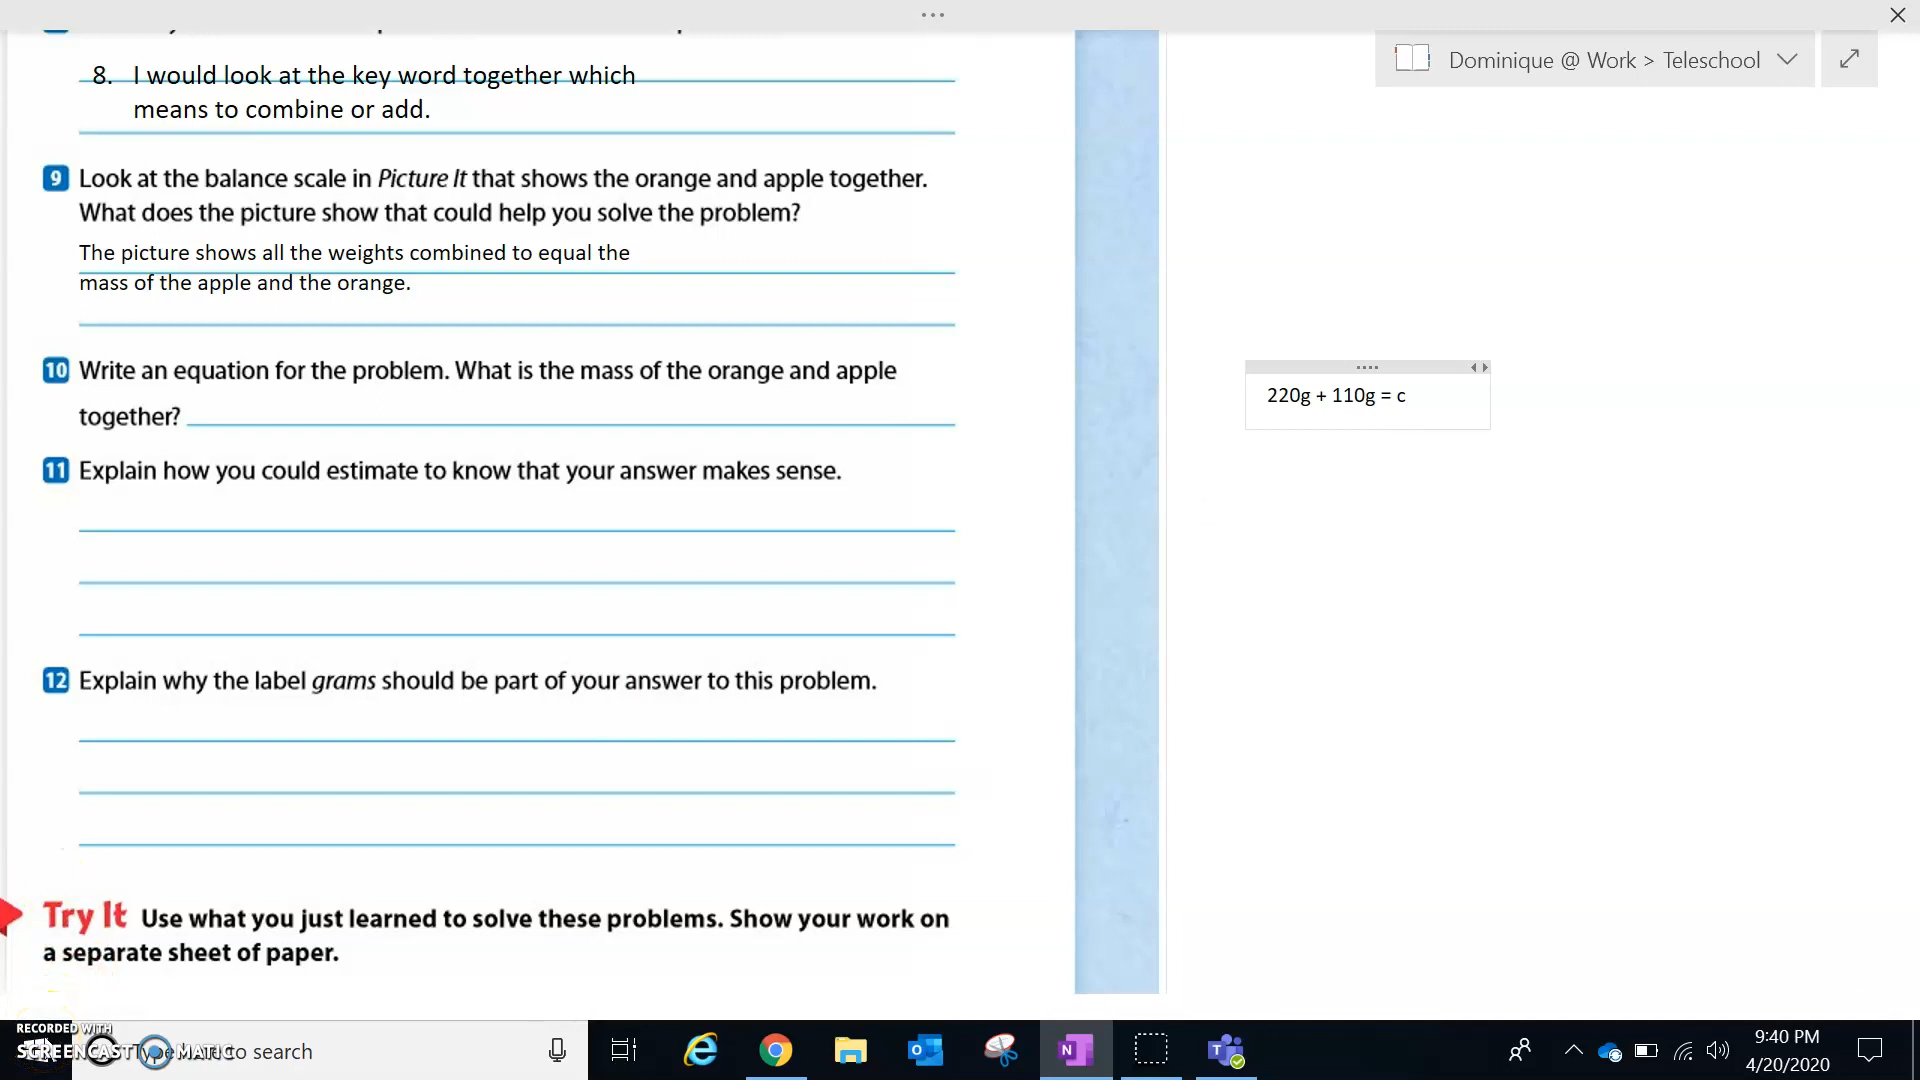 Dominique @ Work > Teleschool
8. I would look at the key word together which
means to combine or add.
9 Look at the balance scale in Picture It that shows the orange and apple together.
What does the picture show that could help you solve the problem?
The picture shows all the weights combined to equal the
mass of the apple and the orange.
10 Write an equation for the problem. What is the mass of the orange and apple
together?
220g + 110g = c
11 Explain how you could estimate to know that your answer makes sense.
12 Explain why the label grams should be part of your answer to this problem.
Try It Use what you just learned to solve these problems. Show your work on
a separate sheet of paper.
RECORDED WITH
SCREENCAST MATIC
Type here to search
9:40 PM
4/20/2020